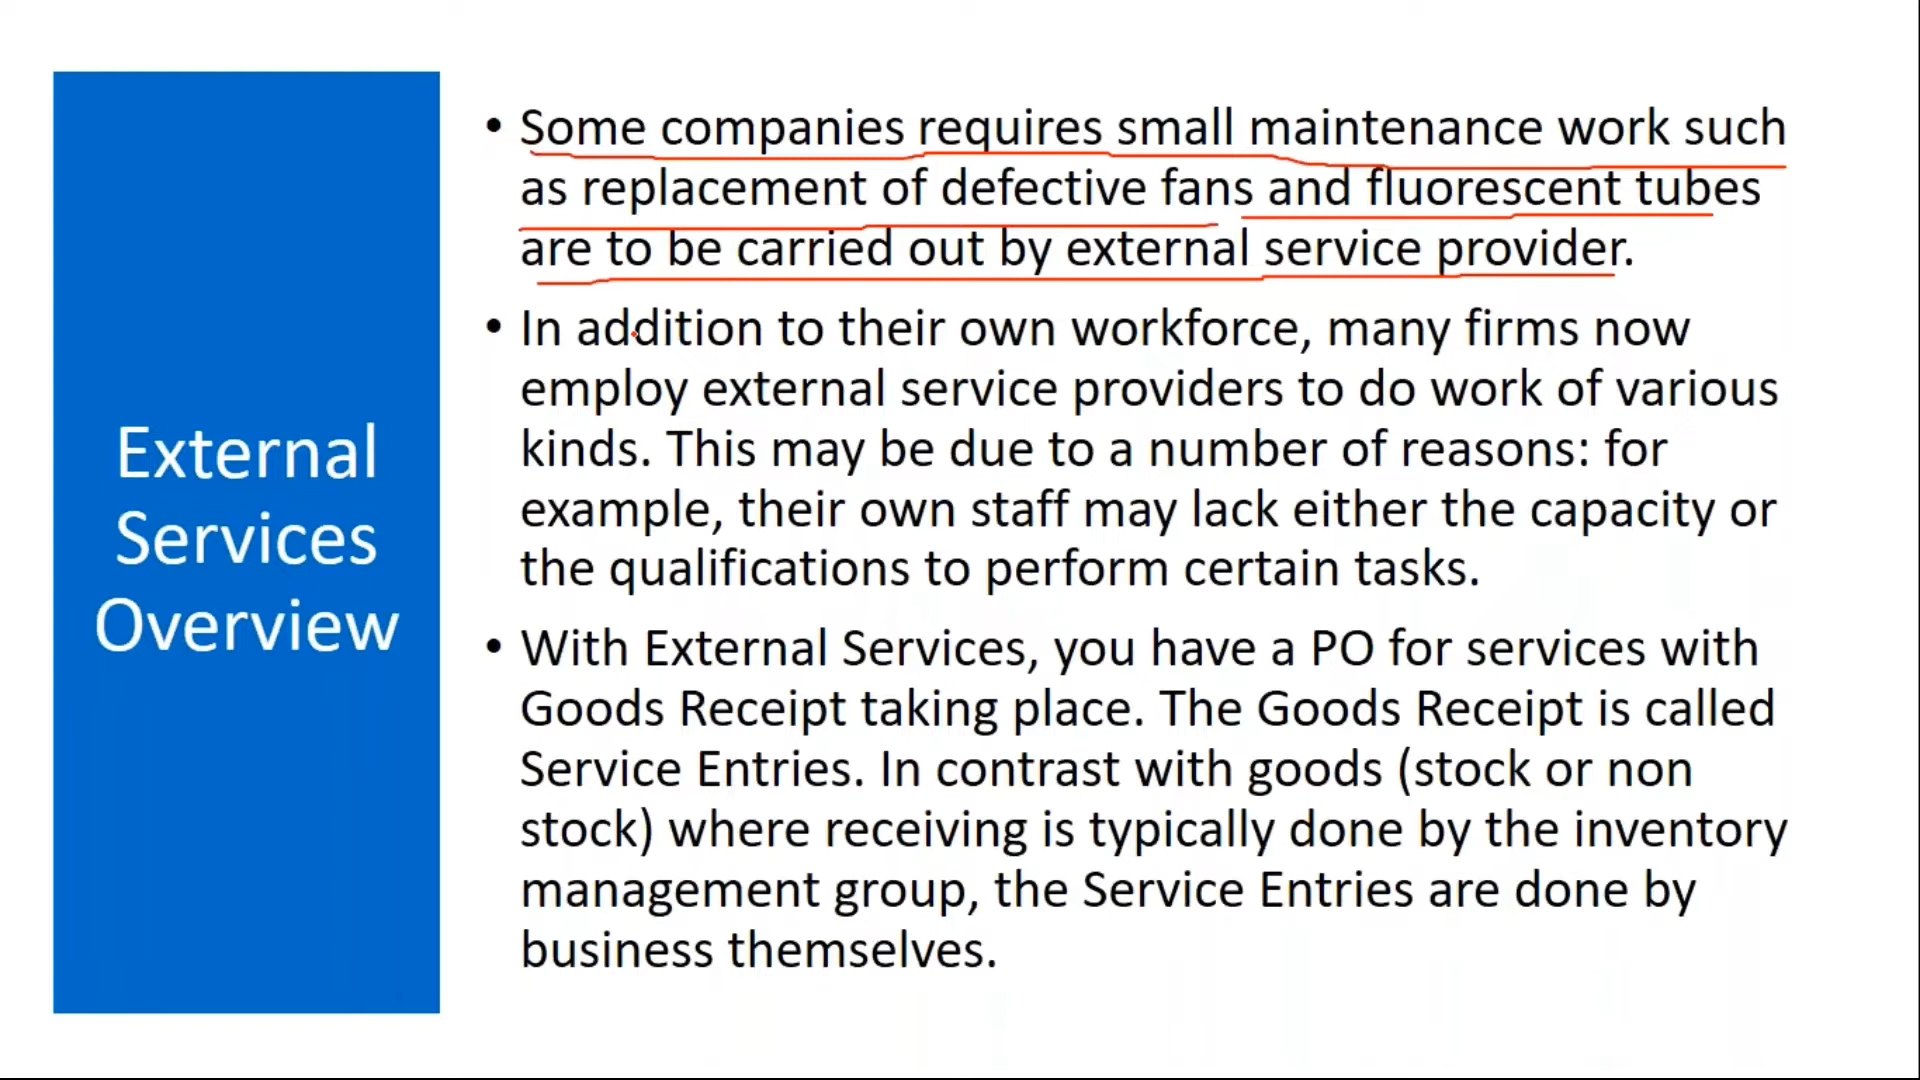 External
Services
Overview
• Some companies requires small maintenance work such
as replacement of defective fans and fluorescent tubes
are to be carried out by external service provider.
• In addition to their own workforce, many firms now
employ external service providers to do work of various
kinds. This may be due to a number of reasons: for
example, their own staff may lack either the capacity or
the qualifications to perform certain tasks.
• With External Services, you have a PO for services with
Goods Receipt taking place. The Goods Receipt is called
Service Entries. In contrast with goods (stock or non
stock) where receiving is typically done by the inventory
management group, the Service Entries are done by
business themselves.